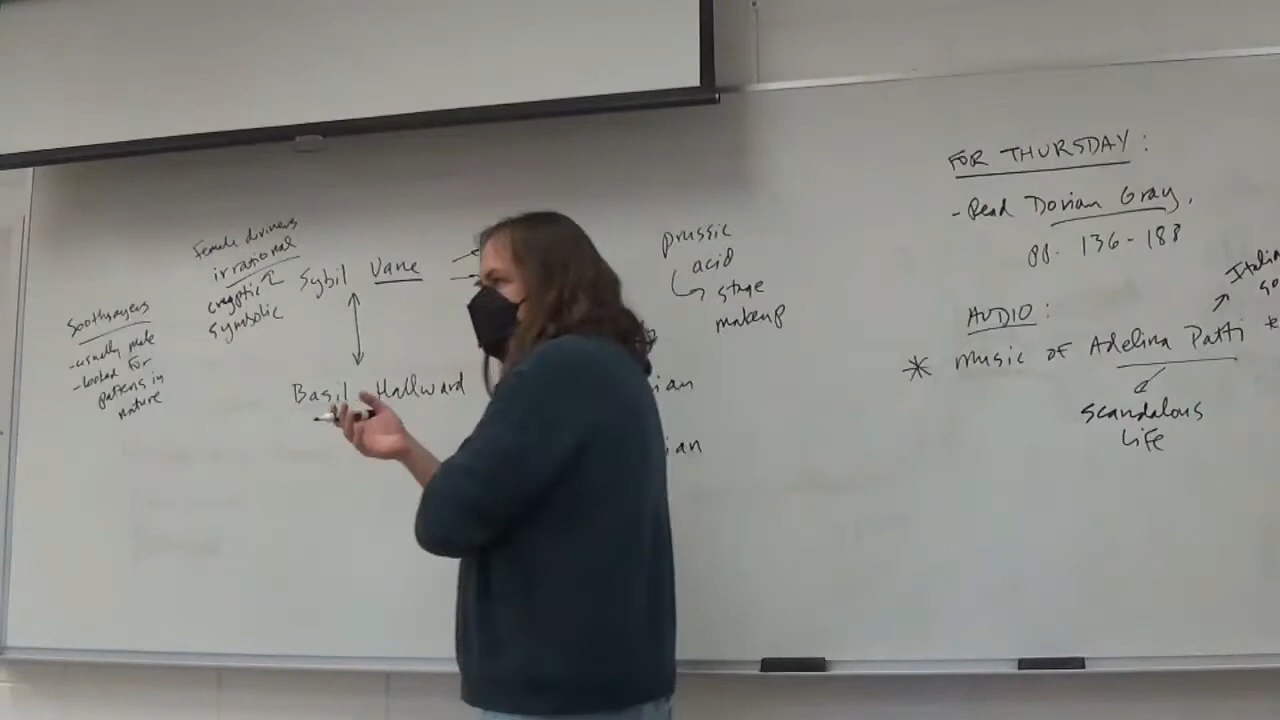 Female diviners
irrational
cryptic
symbolic
Soothsayers
- usually male
- looked for
patterns in
nature
Sybil Vane
Basil Hallward
prussic
acid
stage
makeup
ian
ian
FOR THURSDAY:
- Read Dorian Gray,
pp. 136-188
AUDIO:
* music of Adelina Patti *
scandalous
life
Italian